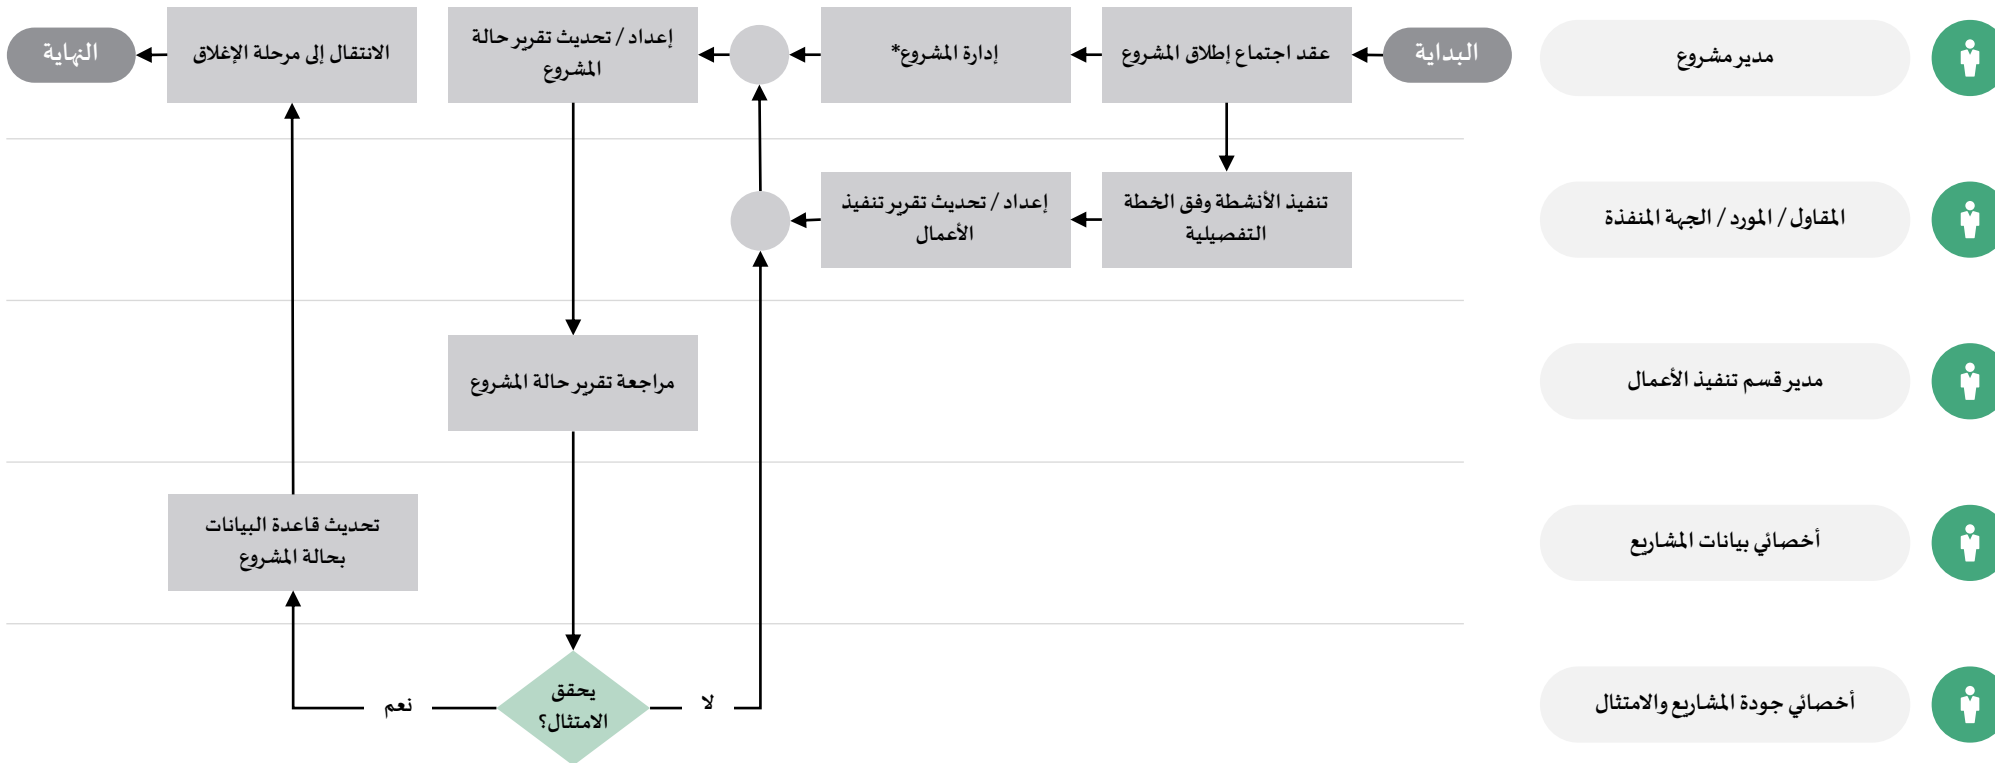 مدير مشروع
البداية
عقد اجتماع إطلاق المشروع
إدارة المشروع*
إعداد / تحديث تقرير حالة
المشروع
الانتقال إلى مرحلة الإغلاق
النهاية
المقاول / المورد / الجهة المنفذة
تنفيذ الأنشطة وفق الخطة
التفصيلية
إعداد / تحديث تقرير تنفيذ
الأعمال
مدير قسم تنفيذ الأعمال
مراجعة تقرير حالة المشروع
أخصائي بيانات المشاريع
تحديث قاعدة البيانات
بحالة المشروع
أخصائي جودة المشاريع والامتثال
لا
يحقق
الامتثال؟
نعم